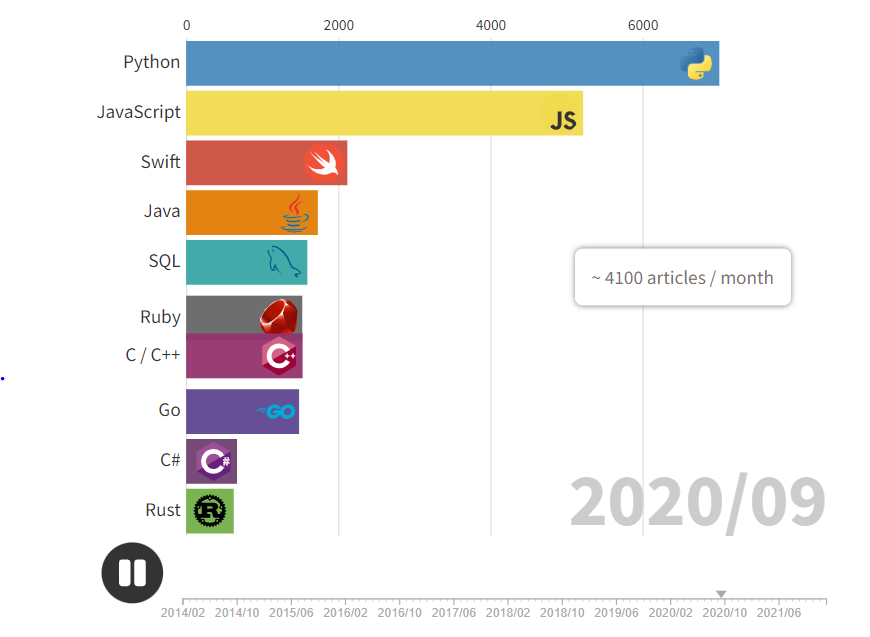 0 2000 4000 6000
Python
JavaScript JS
Swift
Java
SQL
~ 4100 articles / month
Ruby
C / C++ C++
Go GO
C# C#
Rust R
2020/09
2014/02 2014/10 2015/06 2016/02 2016/10 2017/06 2018/02 2018/10 2019/06 2020/02 2020/10 2021/06